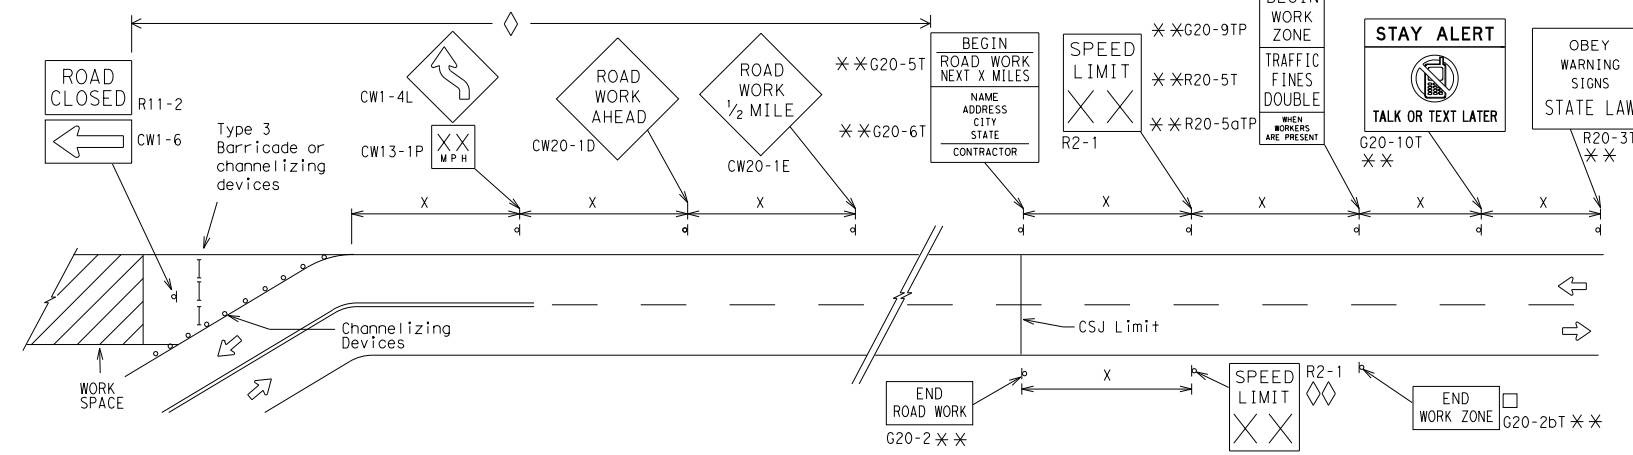 ROAD
CLOSED
R11-2
CW1-6
Type 3
Barricade or
channelizing
devices
CW1-4L
XX
MPH
CW13-1P
ROAD
WORK
AHEAD
CW20-1D
ROAD
WORK
1/2 MILE
CW20-1E
**G20-5T
**G20-6T
BEGIN
ROAD WORK
NEXT X MILES
NAME
ADDRESS
CITY
STATE
CONTRACTOR
SPEED
LIMIT
XX
R2-1
**G20-9TP
**R20-5T
**R20-5aTP
BEGIN
WORK
ZONE
TRAFFIC
FINES
DOUBLE
WHEN
WORKERS
ARE PRESENT
STAY ALERT
TALK OR TEXT LATER
G20-10T
**
OBEY
WARNING
SIGNS
STATE LAW
R20-3T
**
X X X X X X X
Channelizing
Devices
WORK
SPACE
CSJ Limit
END
ROAD WORK
G20-2 **
X
SPEED
LIMIT
XX
R2-1
END
WORK ZONE
G20-2bT **